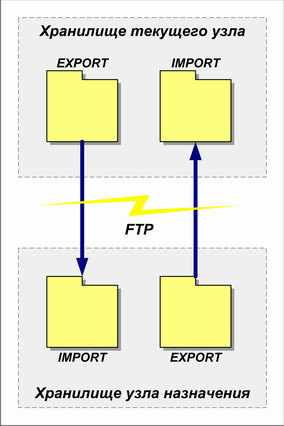 Хранилище текущего узла
EXPORT IMPORT
FTP
IMPORT EXPORT
Хранилище узла назначения